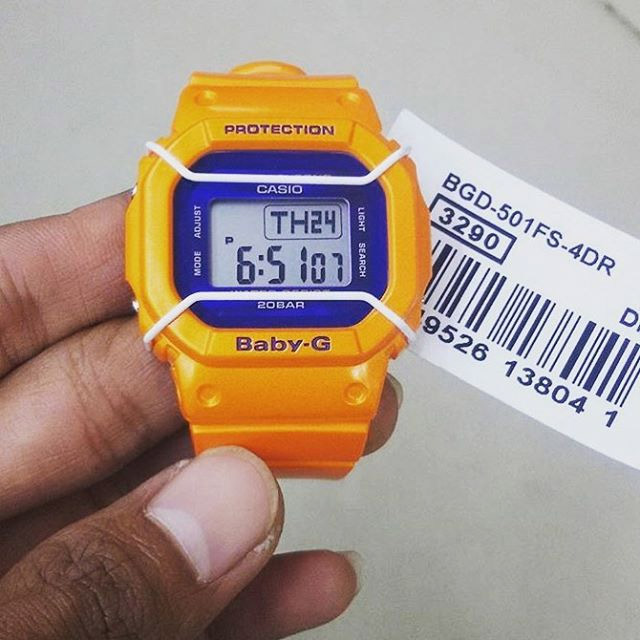 PROTECTION
CASIO
ADJUST
MODE
LIGHT
SEARCH
TH24
P
6:51 07
20BAR
Baby-G
BGD-501FS-4DR
3290
9526 13804 1